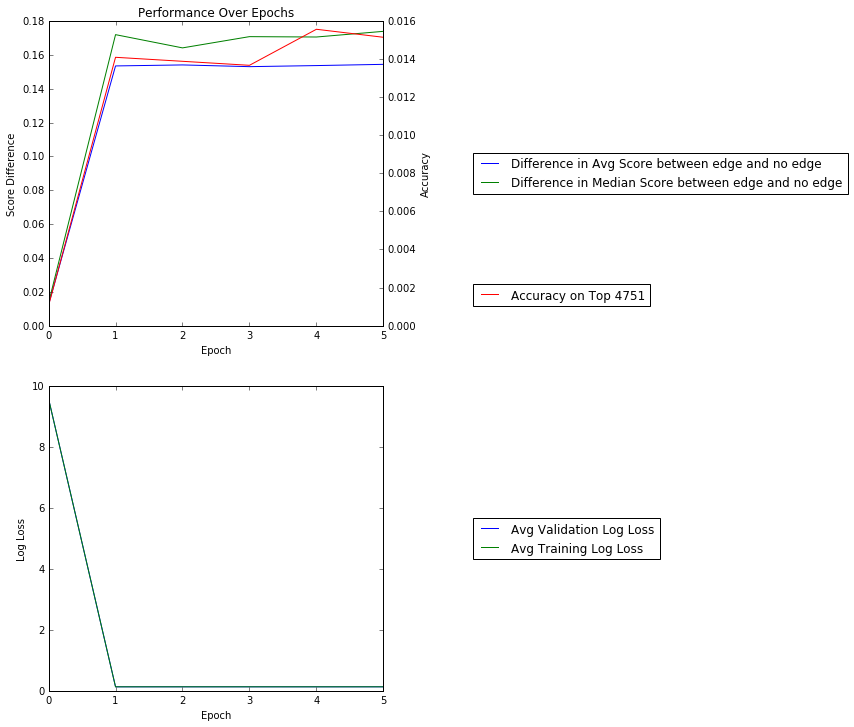 Performance Over Epochs
0.18
0.16
0.14
0.12
0.10
0.08
0.06
0.04
0.02
0.00
Score Difference
0.016
0.014
0.012
0.010
0.008
0.006
0.004
0.002
0.000
Accuracy
0 1 2 3 4 5
Epoch
Difference in Avg Score between edge and no edge
Difference in Median Score between edge and no edge
Accuracy on Top 4751
10
8
6
4
2
0
Log Loss
0 1 2 3 4 5
Epoch
Avg Validation Log Loss
Avg Training Log Loss